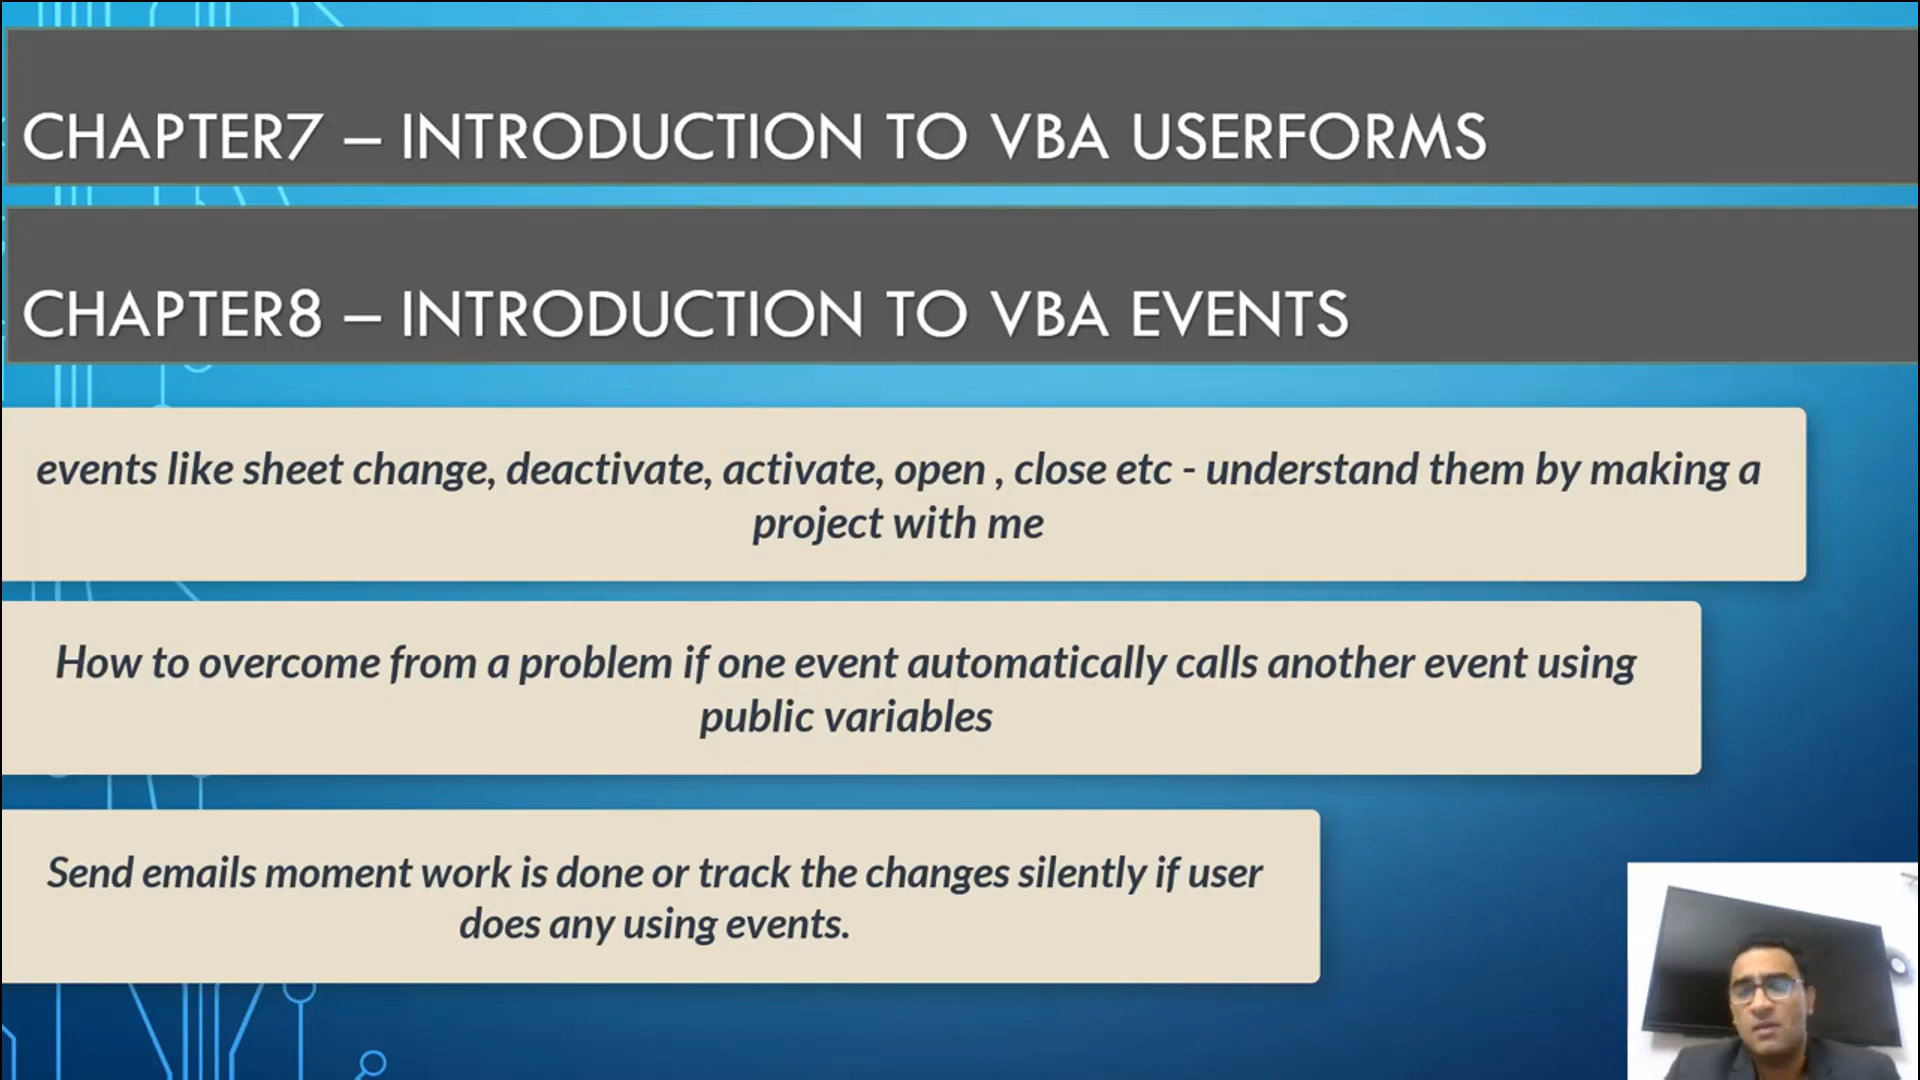 CHAPTER7 – INTRODUCTION TO VBA USERFORMS
CHAPTER8 – INTRODUCTION TO VBA EVENTS
events like sheet change, deactivate, activate, open , close etc - understand them by making a
project with me
How to overcome from a problem if one event automatically calls another event using
public variables
Send emails moment work is done or track the changes silently if user
does any using events.